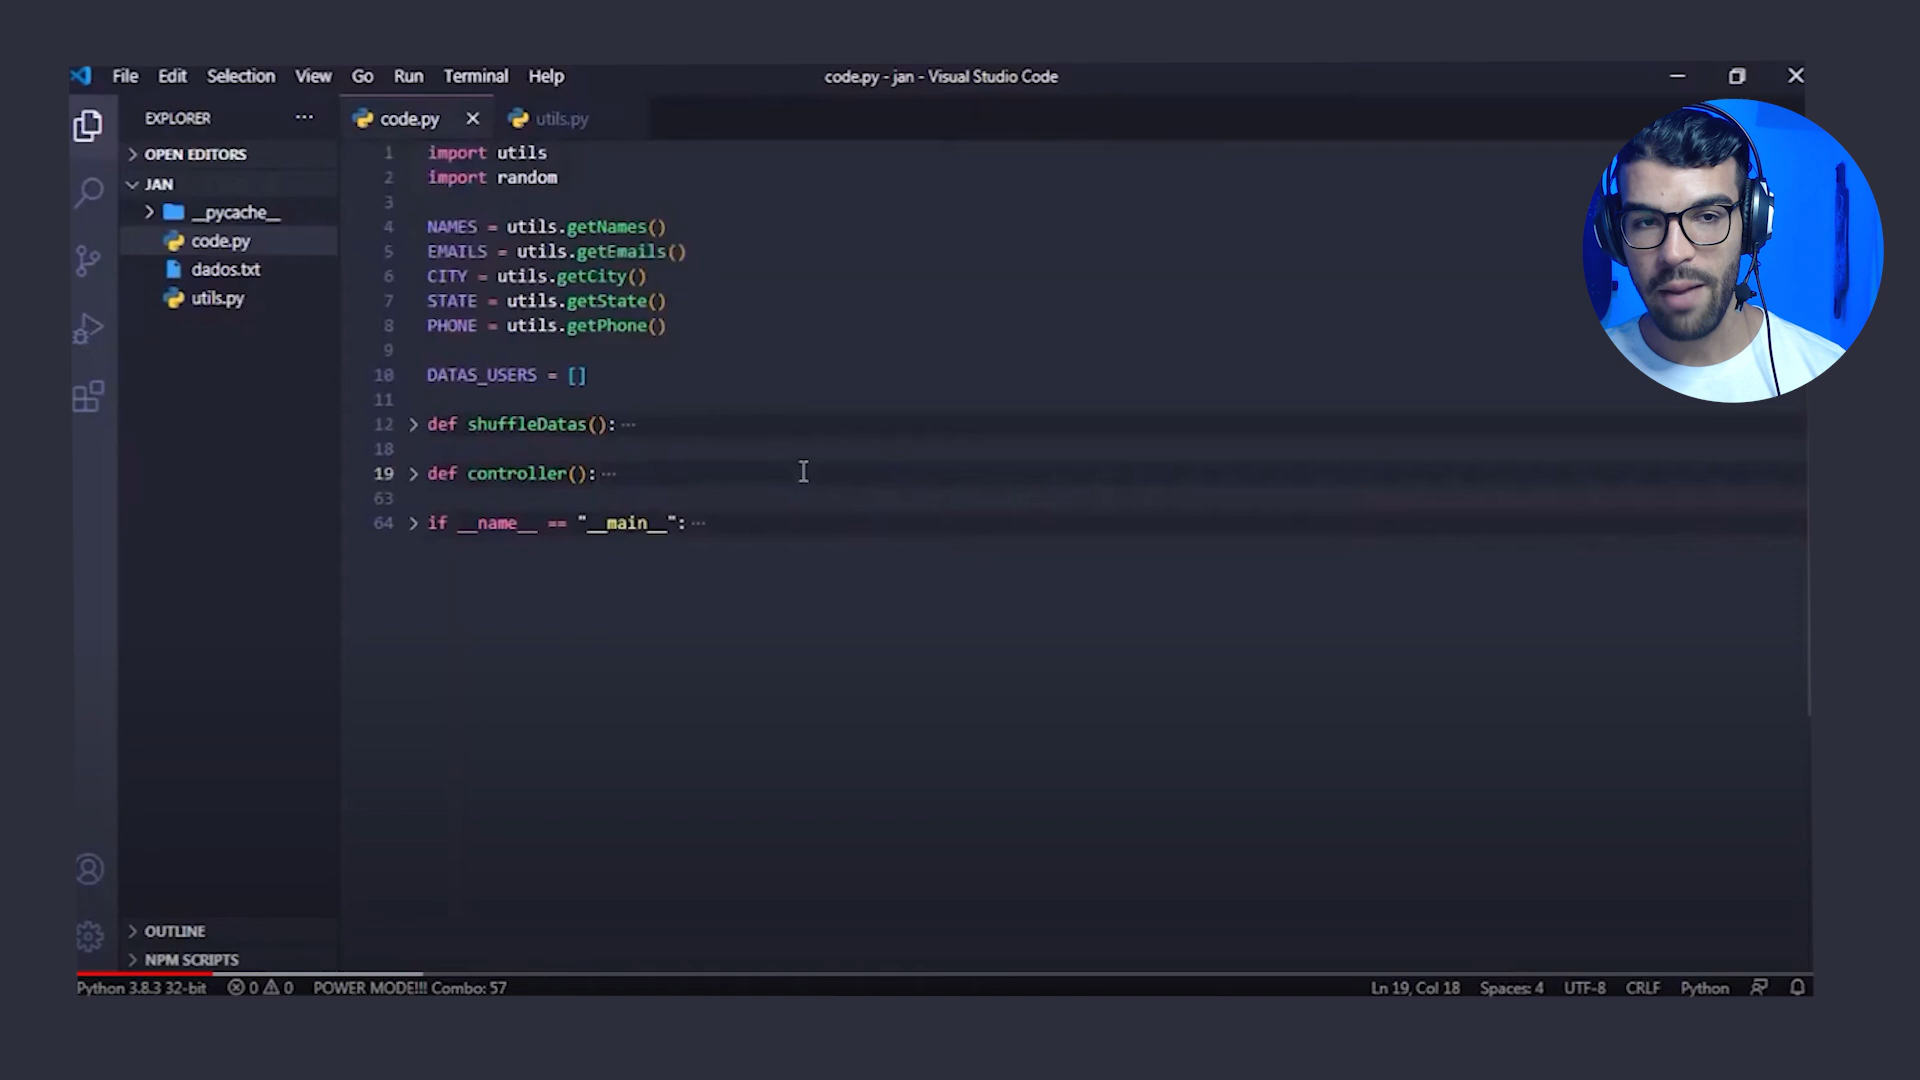 File Edit Selection View Go Run Terminal Help
code.py - jan - Visual Studio Code
EXPLORER ···
OPEN EDITORS
JAN
__pycache__
code.py
dados.txt
utils.py
OUTLINE
NPM SCRIPTS
code.py utils.py
1 import utils
2 import random
3
4 NAMES = utils.getNames()
5 EMAILS = utils.getEmails()
6 CITY = utils.getCity()
7 STATE = utils.getState()
8 PHONE = utils.getPhone()
9
10 DATAS_USERS = []
11
12 def shuffleDatas():···
18
19 def controller():···
63
64 if __name__ == "__main__":···
Python 3.8.3 32-bit 0 0 POWER MODE!!! Combo: 57 Ln 19, Col 18 Spaces: 4 UTF-8 CRLF Python